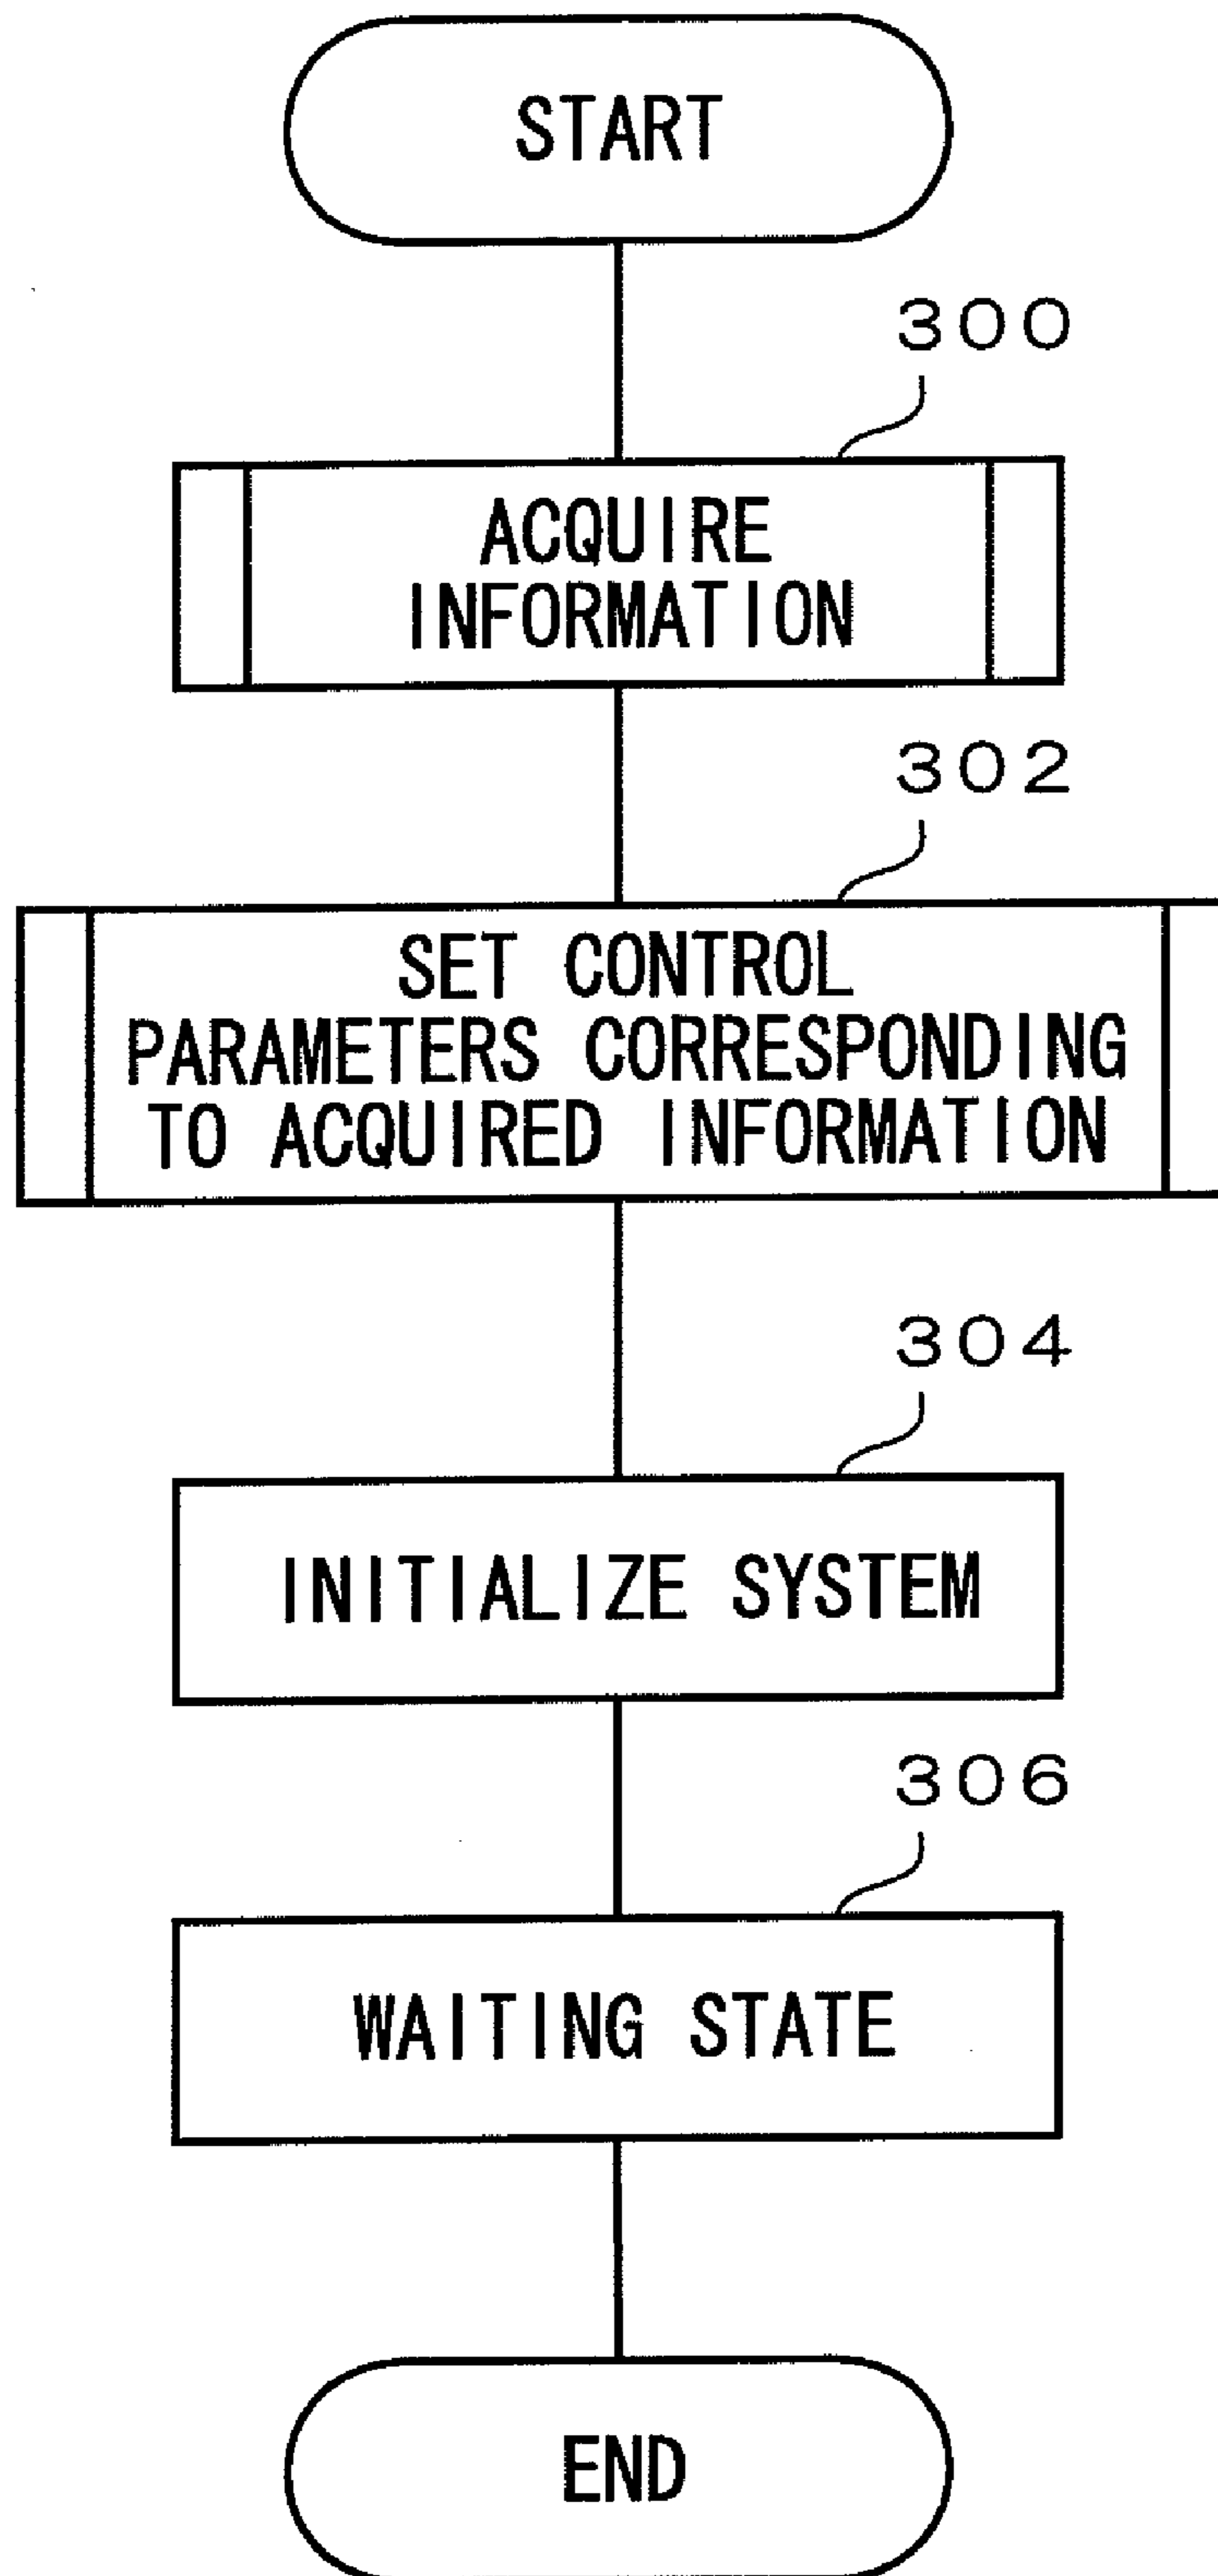 START
300
ACQUIRE
INFORMATION
302
SET CONTROL
PARAMETERS CORRESPONDING
TO ACQUIRED INFORMATION
304
INITIALIZE SYSTEM
306
WAITING STATE
END